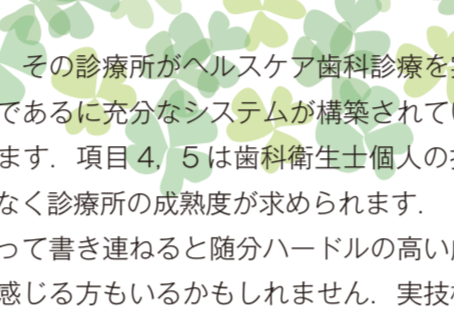 その診療所がヘルスケア歯科診療を
であるに充分なシステムが構築されて
ます．項目 4，5 は歯科衛生士個人の
なく診療所の成熟度が求められます．
って書き連ねると随分ハードルの高い
感じる方もいるかもしれません．実技